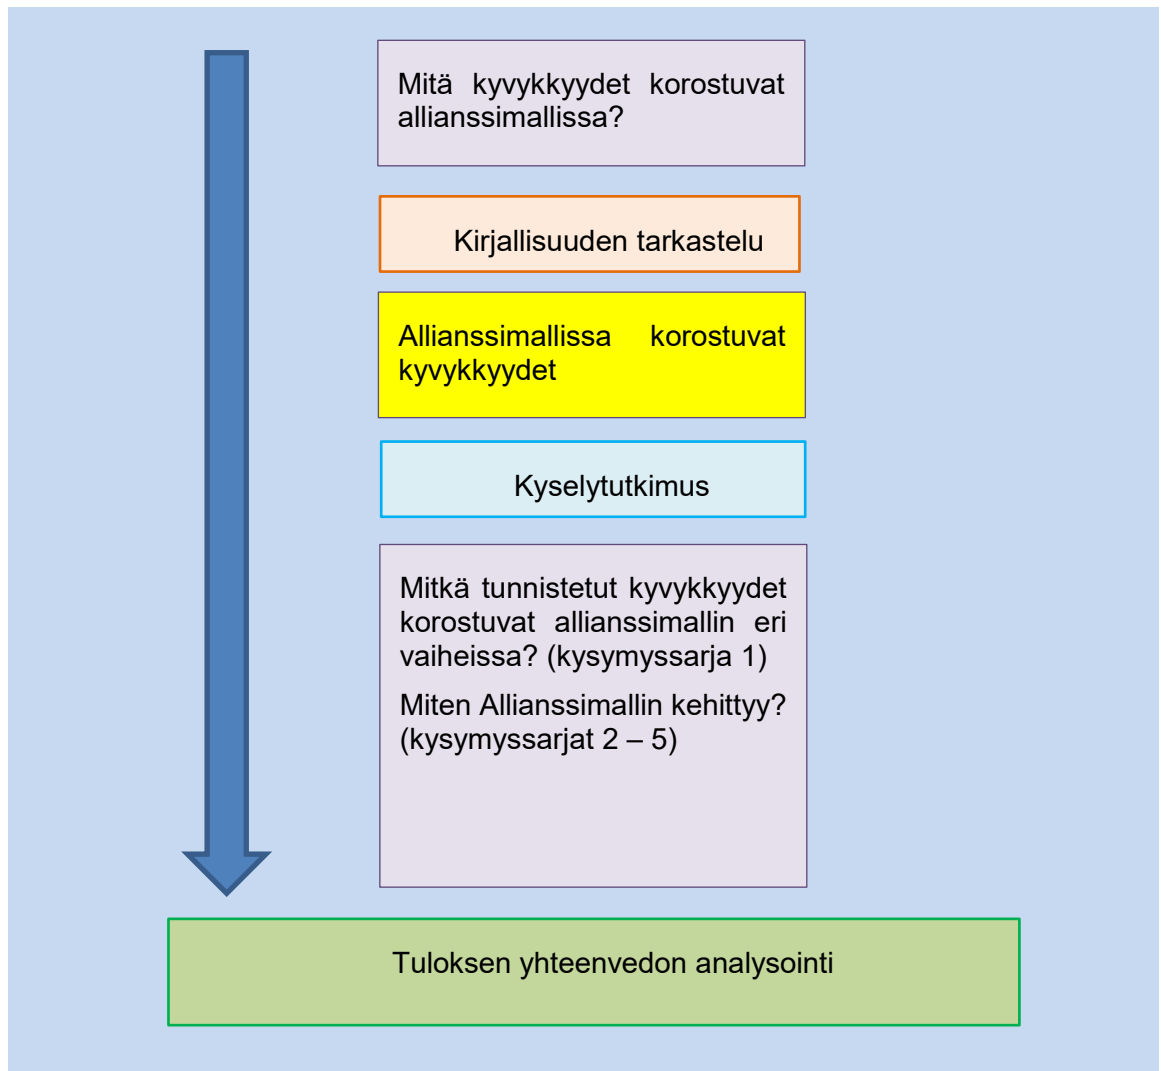 Mitä kyvykkyydet korostuvat
allianssimallissa?
Kirjallisuuden tarkastelu
Allianssimallissa korostuvat
kyvykkyydet
Kyselytutkimus
Mitkä tunnistetut kyvykkyydet
korostuvat allianssimallin eri
vaiheissa? (kysymyssarja 1)
Miten Allianssimallin kehittyy?
(kysymyssarjat 2 – 5)
Tuloksen yhteenvedon analysointi